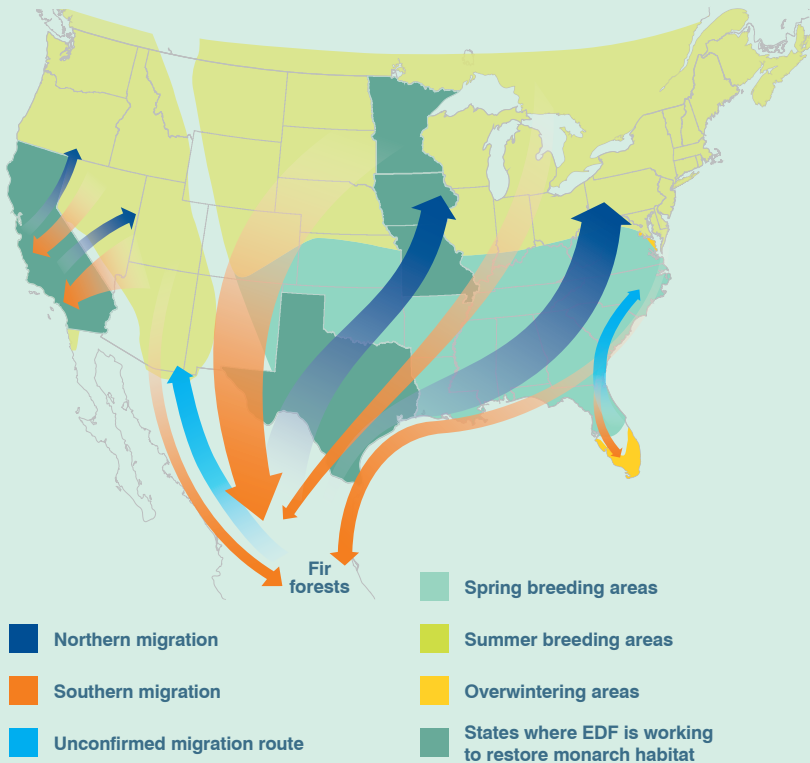 Fir
forests
Northern migration
Southern migration
Unconfirmed migration route
Spring breeding areas
Summer breeding areas
Overwintering areas
States where EDF is working
to restore monarch habitat